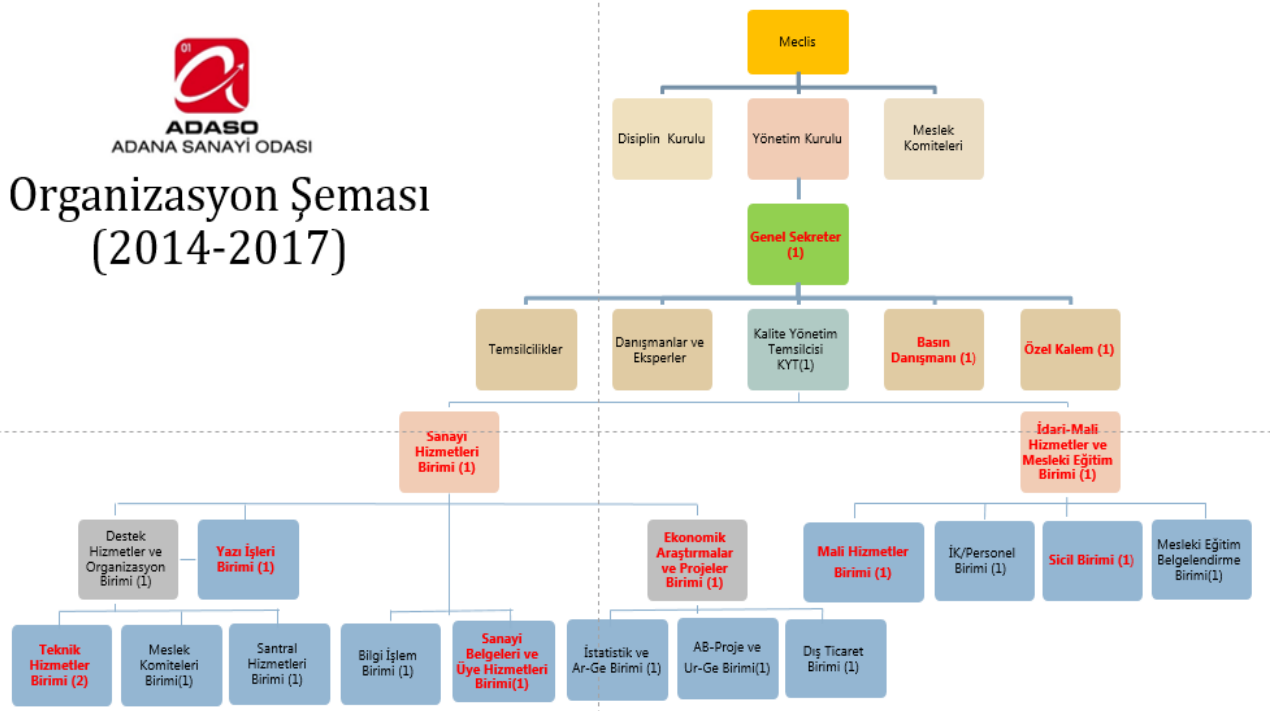 01
ADASO
ADANA SANAYİ ODASI
Organizasyon Şeması
(2014-2017)
Meclis
Disiplin Kurulu
Yönetim Kurulu
Meslek
Komiteleri
Genel Sekreter
(1)
Temsilcilikler
Danışmanlar ve
Eksperler
Kalite Yönetim
Temsilcisi
KYT(1)
Basın
Danışmanı (1)
Özel Kalem (1)
Sanayi
Hizmetleri
Birimi (1)
İdari-Mali
Hizmetler ve
Mesleki Eğitim
Birimi (1)
Destek
Hizmetler ve
Organizasyon
Birimi (1)
Yazı İşleri
Birimi (1)
Ekonomik
Araştırmalar
ve Projeler
Birimi (1)
Mali Hizmetler
Birimi (1)
İK/Personel
Birimi (1)
Sicil Birimi (1)
Mesleki Eğitim
Belgelendirme
Birimi(1)
Teknik
Hizmetler
Birimi (2)
Meslek
Komiteleri
Birimi(1)
Santral
Hizmetleri
Birimi (1)
Bilgi İşlem
Birimi (1)
Sanayi
Belgeleri ve
Üye Hizmetleri
Birimi(1)
İstatistik ve
Ar-Ge Birimi (1)
AB-Proje ve
Ur-Ge Birimi(1)
Dış Ticaret
Birimi (1)